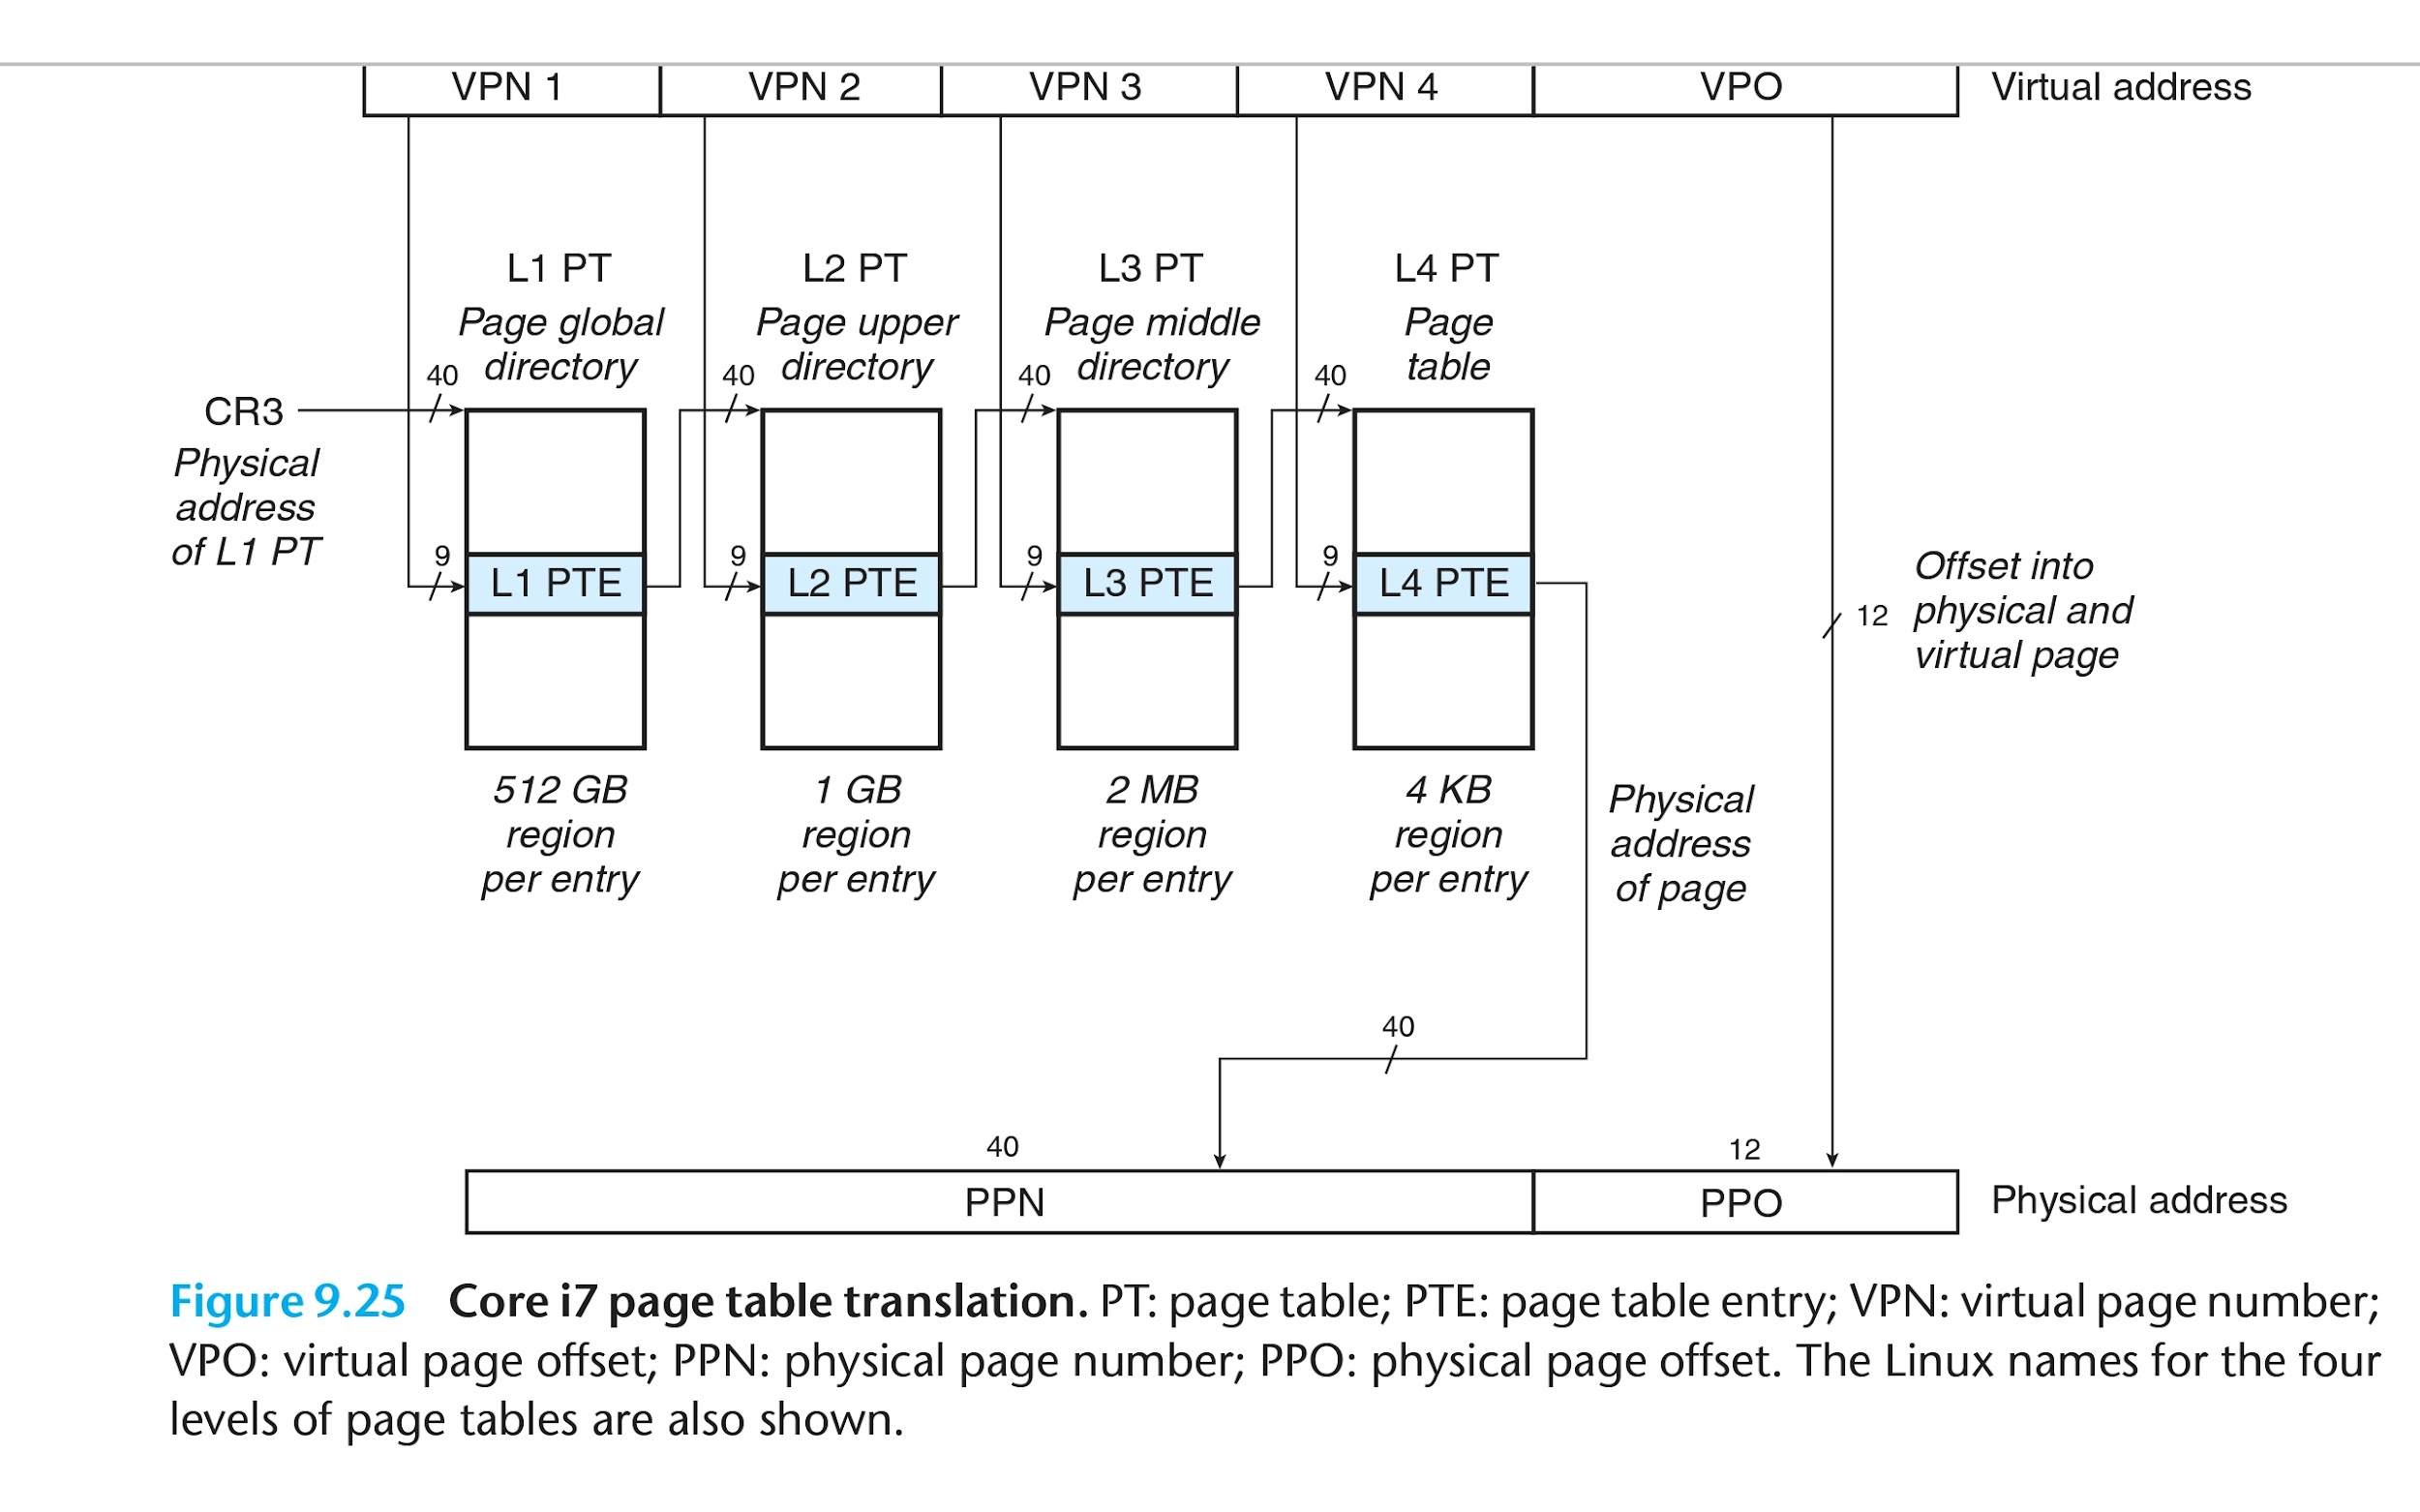 VPN 1 VPN 2 VPN 3 VPN 4 VPO Virtual address
L1 PT L2 PT L3 PT L4 PT
Page global Page upper Page middle Page
directory directory directory table
40 40 40 40
CR3
Physical
address
of L1 PT
9 9 9 9
L1 PTE L2 PTE L3 PTE L4 PTE
Offset into
12 physical and
virtual page
512 GB 1 GB 2 MB 4 KB
region region region region
per entry per entry per entry per entry
Physical
address
of page
40
40 12
PPN PPO Physical address
Figure 9.25 Core i7 page table translation. PT: page table; PTE: page table entry; VPN: virtual page number;
VPO: virtual page offset; PPN: physical page number; PPO: physical page offset. The Linux names for the four
levels of page tables are also shown.